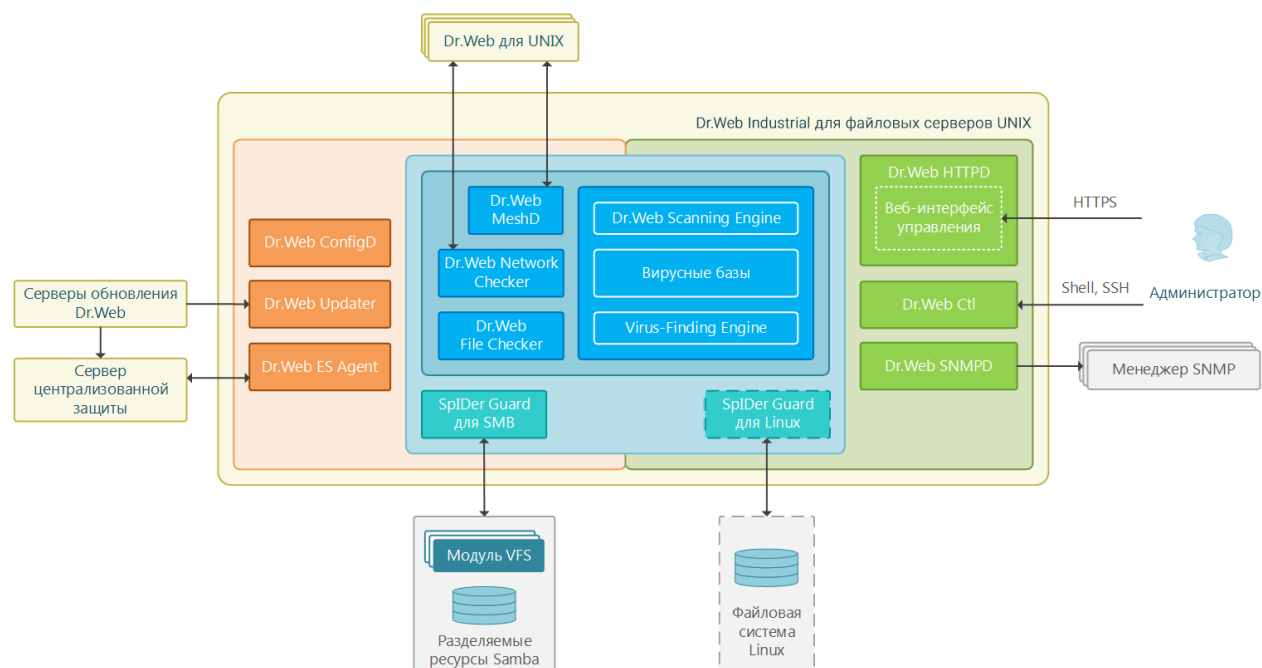 Dr.Web для UNIX
Dr.Web Industrial для файловых серверов UNIX
Dr.Web ConfigD
Dr.Web Updater
Dr.Web ES Agent
Серверы обновления
Dr.Web
Сервер
централизованной
защиты
Dr.Web
MeshD
Dr.Web Network
Checker
Dr.Web
File Checker
Dr.Web Scanning Engine
Вирусные базы
Virus-Finding Engine
SpIDer Guard
для SMB
SpIDer Guard
для Linux
Dr.Web HTTPD
Веб-интерфейс
управления
Dr.Web Ctl
Dr.Web SNMPD
HTTPS
Shell, SSH
Администратор
Менеджер SNMP
Модуль VFS
Разделяемые
ресурсы Samba
Файловая
система
Linux